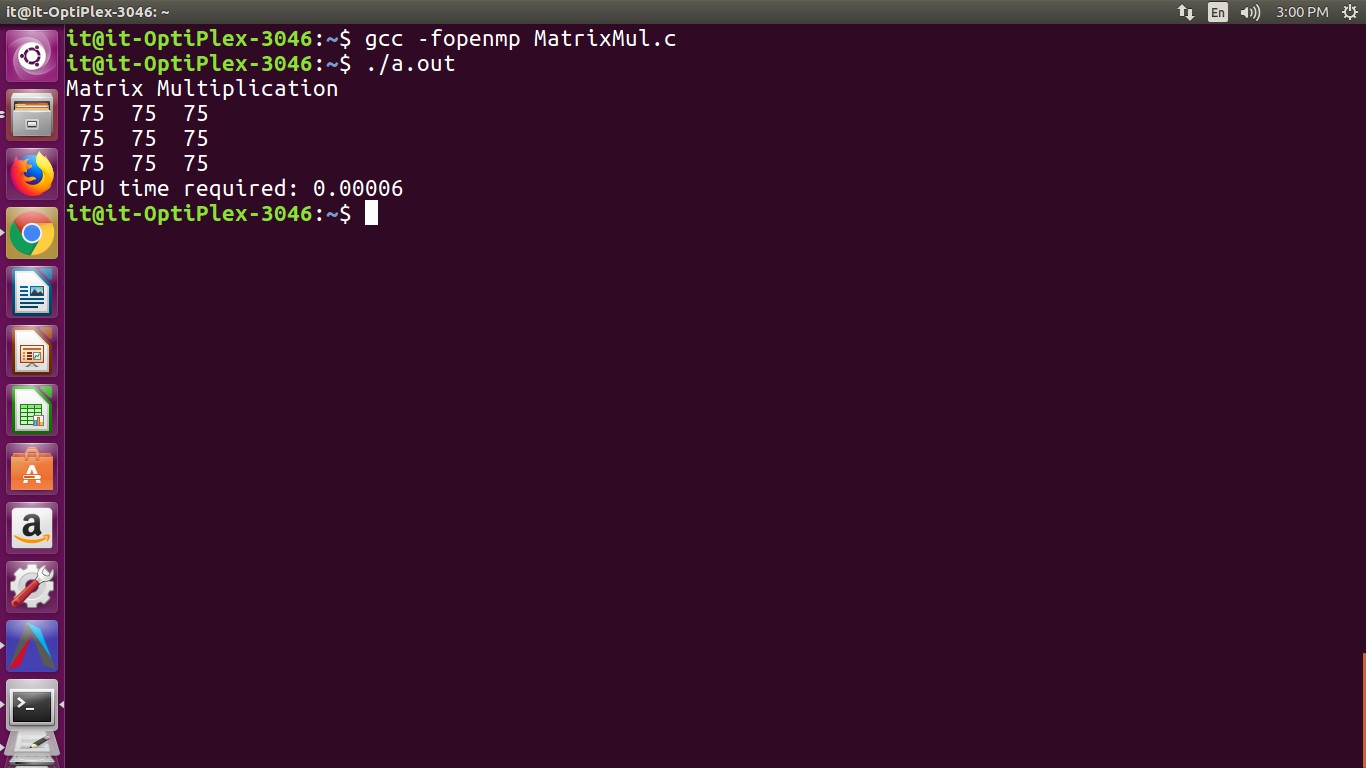 it@it-OptiPlex-3046: ~
En
3:00 PM
it@it-OptiPlex-3046:~$ gcc -fopenmp MatrixMul.c
it@it-OptiPlex-3046:~$ ./a.out
Matrix Multiplication
 75  75  75
 75  75  75
 75  75  75
CPU time required: 0.00006
it@it-OptiPlex-3046:~$